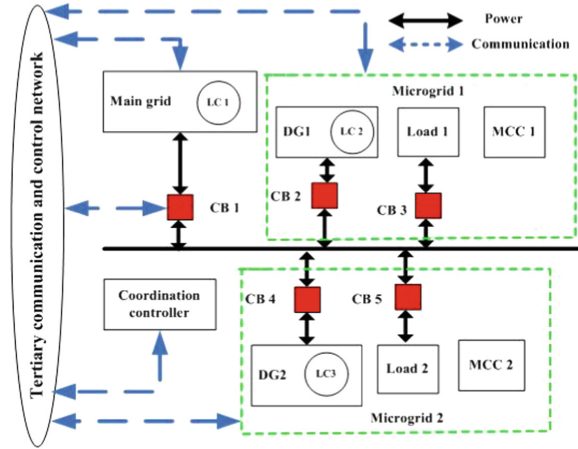 Power
Communication
Tertiary communication and control network
Main grid
LC 1
Microgrid 1
DG1
LC 2
Load 1
MCC 1
CB 1
CB 2
CB 3
Coordination
controller
CB 4
CB 5
DG2
LC3
Load 2
MCC 2
Microgrid 2